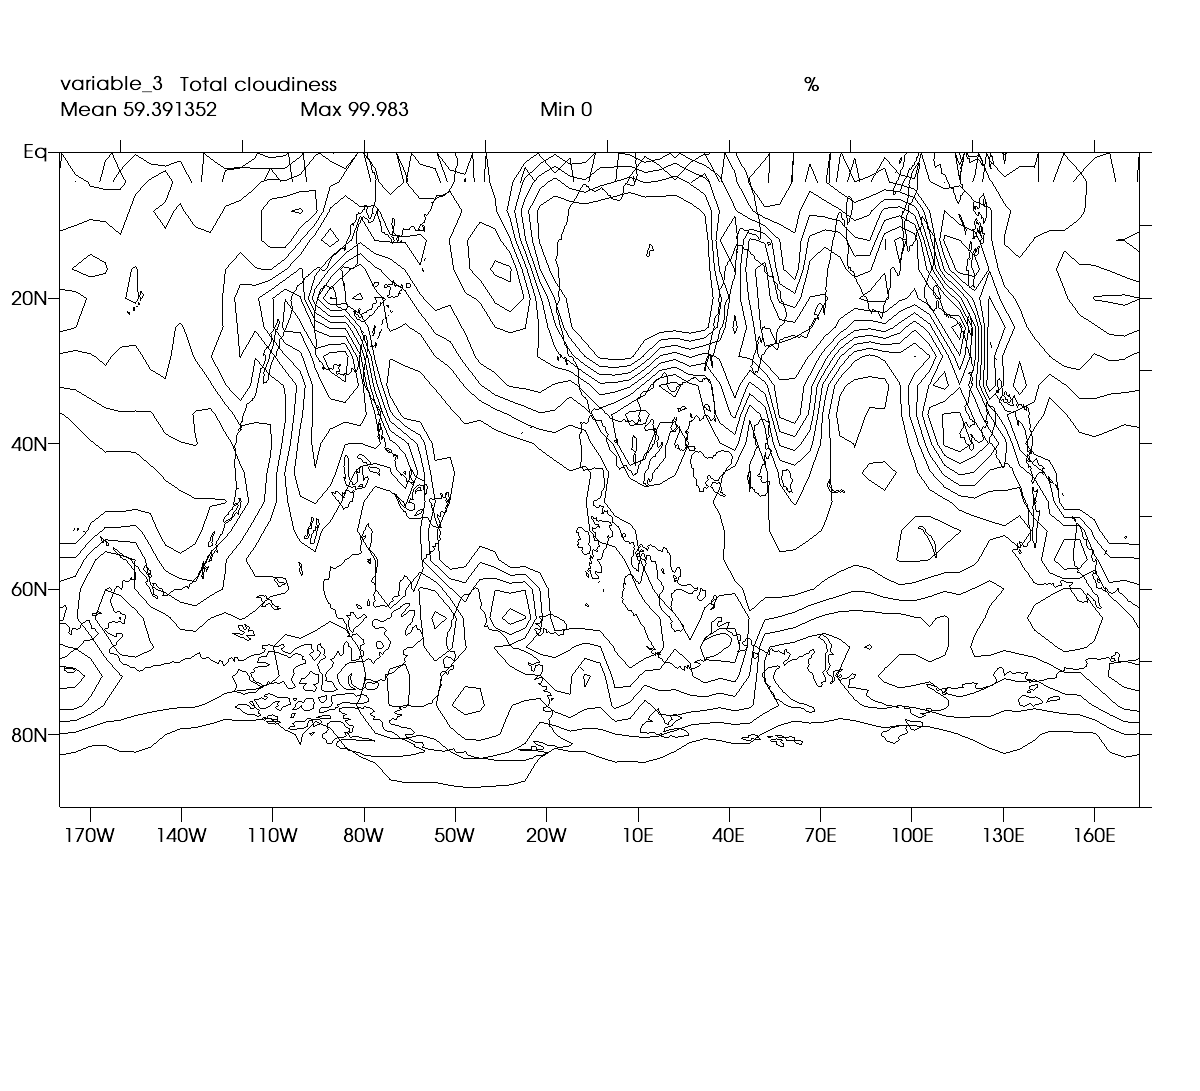 variable_3 Total cloudiness %
Mean 59.391352 Max 99.983 Min 0
Eq
20N
40N
60N
80N
170W 140W 110W 80W 50W 20W 10E 40E 70E 100E 130E 160E